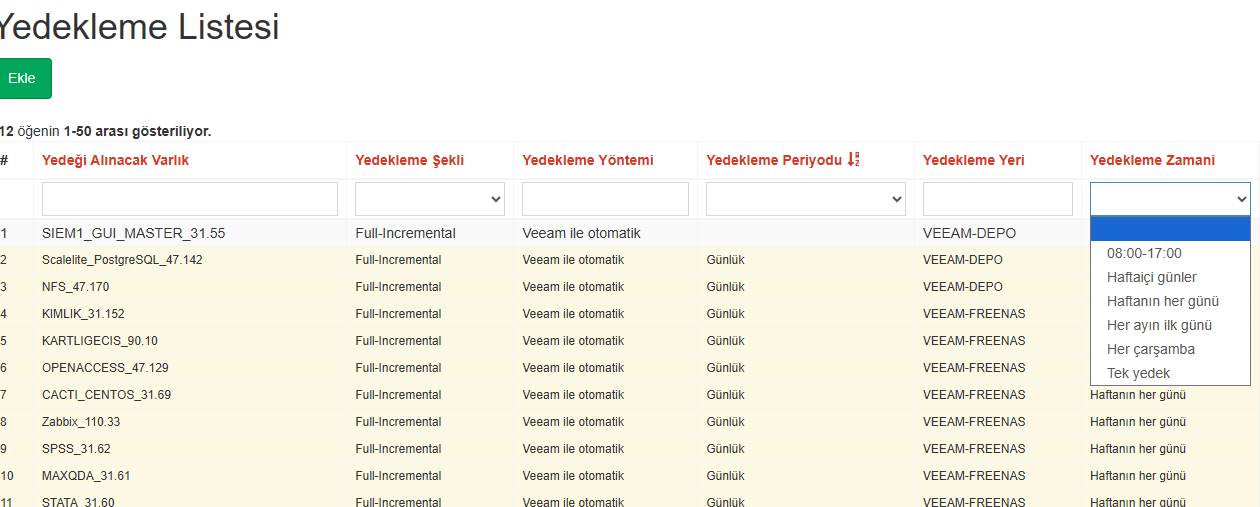 Yedekleme Listesi
Ekle
12 öğenin 1-50 arası gösteriliyor.
# Yedeği Alınacak Varlık Yedekleme Şekli Yedekleme Yöntemi Yedekleme Periyodu Yedekleme Yeri Yedekleme Zamani
1 SIEM1_GUI_MASTER_31.55 Full-Incremental Veeam ile otomatik VEEAM-DEPO
2 Scalelite_PostgreSQL_47.142 Full-Incremental Veeam ile otomatik Günlük VEEAM-DEPO 08:00-17:00
3 NFS_47.170 Full-Incremental Veeam ile otomatik Günlük VEEAM-DEPO Haftaiçi günler
4 KIMLIK_31.152 Full-Incremental Veeam ile otomatik Günlük VEEAM-FREENAS Haftanın her günü
5 KARTLIGECIS_90.10 Full-Incremental Veeam ile otomatik Günlük VEEAM-FREENAS Her ayın ilk günü
6 OPENACCESS_47.129 Full-Incremental Veeam ile otomatik Günlük VEEAM-FREENAS Her çarşamba
Tek yedek
7 CACTI_CENTOS_31.69 Full-Incremental Veeam ile otomatik Günlük VEEAM-FREENAS Haftanın her günü
8 Zabbix_110.33 Full-Incremental Veeam ile otomatik Günlük VEEAM-FREENAS Haftanın her günü
9 SPSS_31.62 Full-Incremental Veeam ile otomatik Günlük VEEAM-FREENAS Haftanın her günü
10 MAXQDA_31.61 Full-Incremental Veeam ile otomatik Günlük VEEAM-FREENAS Haftanın her günü
11 STATA_31.60 Full-Incremental Veeam ile otomatik Günlük VEEAM-FREENAS Haftanın her günü